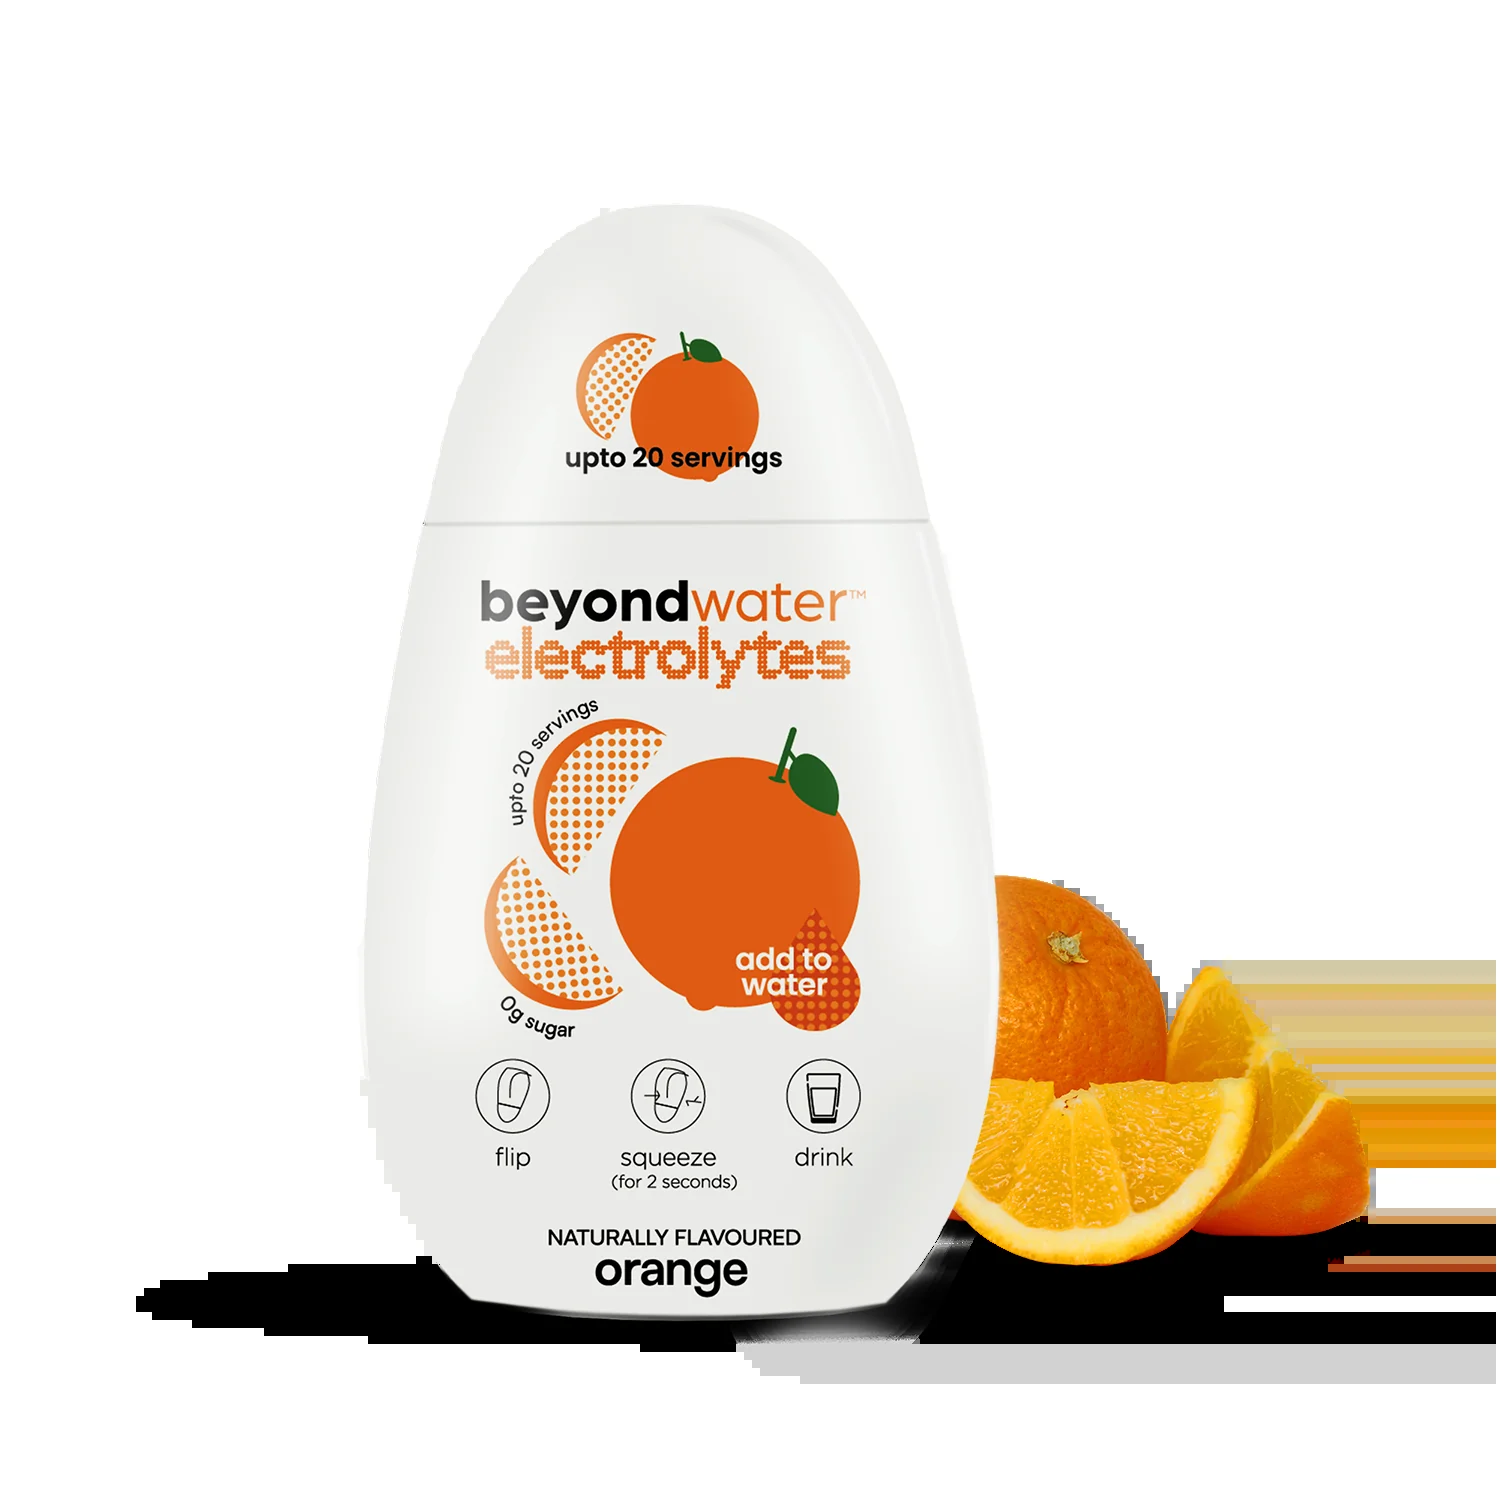 upto 20 servings
beyondwater™
electrolytes
upto 20 servings
add to
water
0g sugar
flip
squeeze
(for 2 seconds)
drink
NATURALLY FLAVOURED
orange